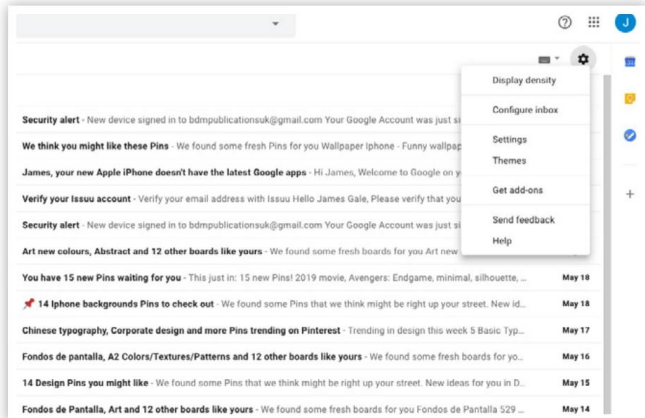 J
Display density
Configure inbox
Settings
Themes
Get add-ons
Send feedback
Help
Security alert - New device signed in to bdmpublicationsuk@gmail.com Your Google Account was just si
We think you might like these Pins - We found some fresh Pins for you Wallpaper Iphone - Funny wallpap
James, your new Apple iPhone doesn't have the latest Google apps - Hi James, Welcome to Google on y
Verify your Issuu account - Verify your email address with Issuu Hello James Gale, Please verify that you
Security alert - New device signed in to bdmpublicationsuk@gmail.com Your Google Account was just si
Art new colours, Abstract and 12 other boards like yours - We found some fresh boards for you Art new
You have 15 new Pins waiting for you - This just in: 15 new Pins! 2019 movie, Avengers: Endgame, minimal, silhouette, ... May 18
📌 14 Iphone backgrounds Pins to check out - We found some Pins that we think might be right up your street. New id... May 18
Chinese typography, Corporate design and more Pins trending on Pinterest - Trending in design this week 5 Basic Typ... May 17
Fondos de pantalla, A2 Colors/Textures/Patterns and 12 other boards like yours - We found some fresh boards for yo... May 16
14 Design Pins you might like - We found some Pins that we think might be right up your street. New ideas for you in D... May 15
Fondos de Pantalla, Art and 12 other boards like yours - We found some fresh boards for you Fondos de Pantalla 529 ... May 14